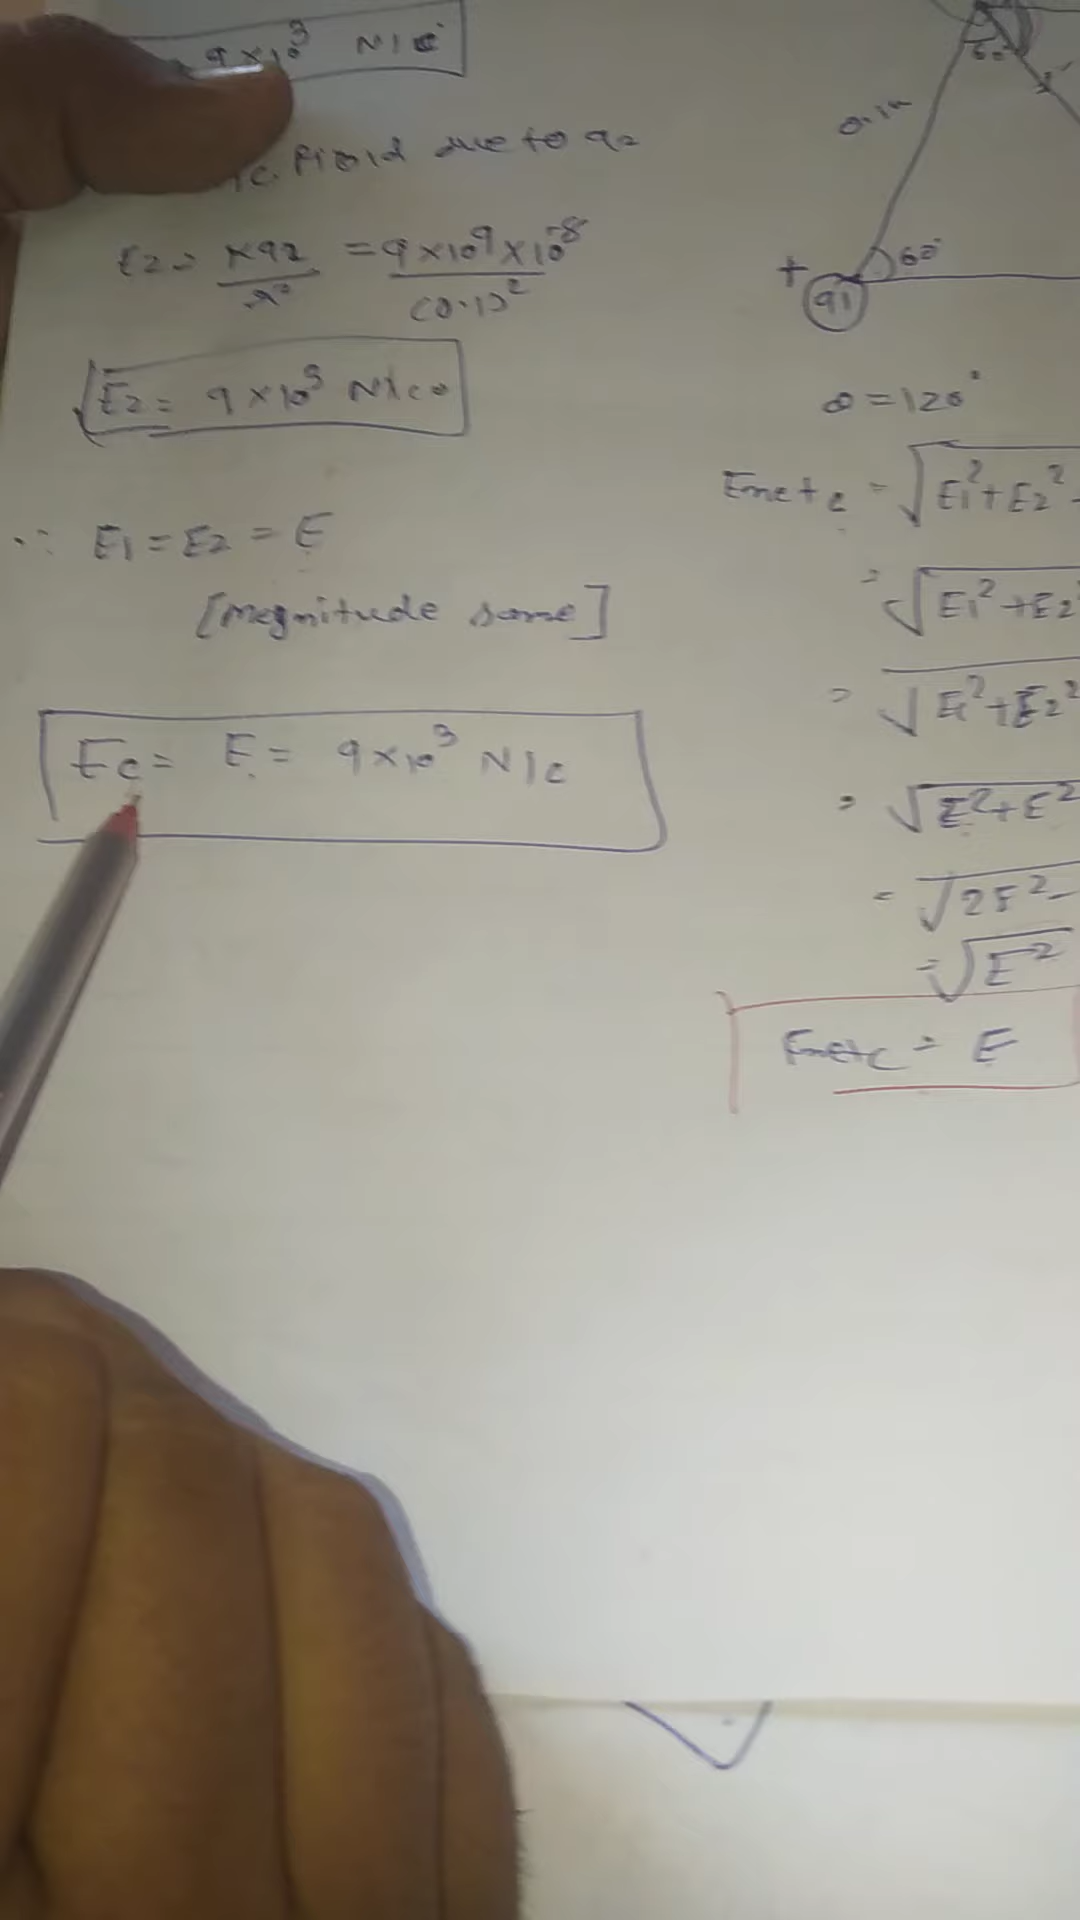 9×10³ N/C
c. Field due to q2
E2 = kq2/r² = 9×10⁹×10⁻⁸/(0.1)²
E2 = 9×10³ N/C
∴ E1 = E2 = E
[Megnitude same]
Ec = E = 9×10³ N/C
60°
0.1m
60°
+
q1
θ = 120°
Enet c = √E1²+E2²
= √E1²+E2²
= √E1²+E2²
= √E²+E²
= √2E²-
= √E²
Enetc = E